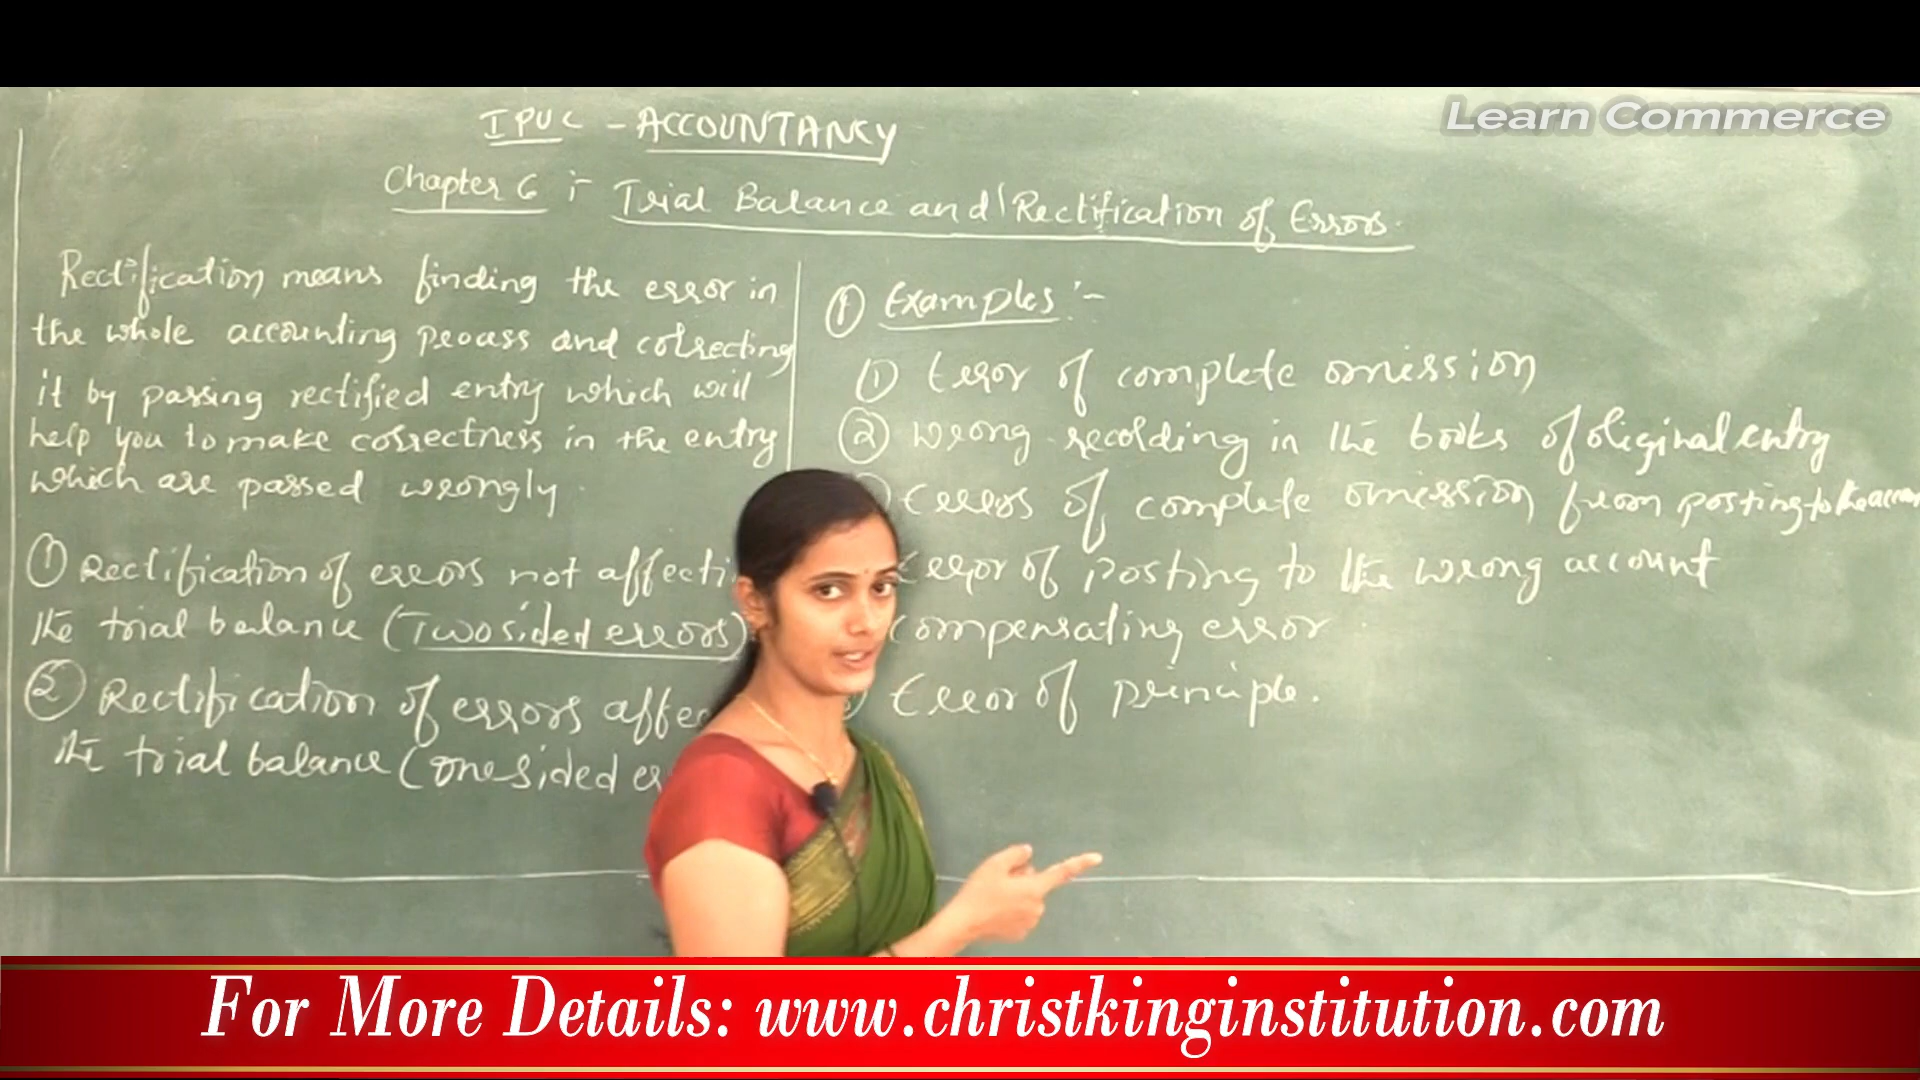 Learn Commerce
I PUC - ACCOUNTANCY
Chapter 6 :- Trial Balance and Rectification of Errors.
Rectification means finding the error in
the whole accounting process and correcting
it by passing rectified entry which will
help you to make correctness in the entry
which are passed wrongly.
① Rectification of errors not affecti
the trial balance (Two sided errors)
② Rectification of errors affe
the trial balance (one sided er
① Examples :-
① Error of complete omission
② wrong recording in the books of original entry
Errors of complete omission from posting to the accou
Error of posting to the wrong account
compensating error
Error of principle.
For More Details: www.christkinginstitution.com